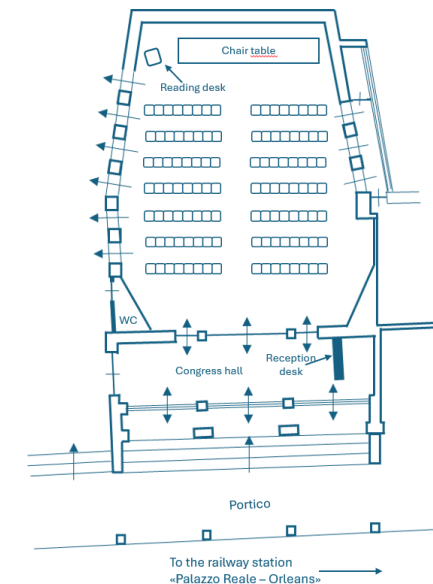 Chair table
Reading desk
WC
Congress hall
Reception
desk
Portico
To the railway station
«Palazzo Reale – Orleans»